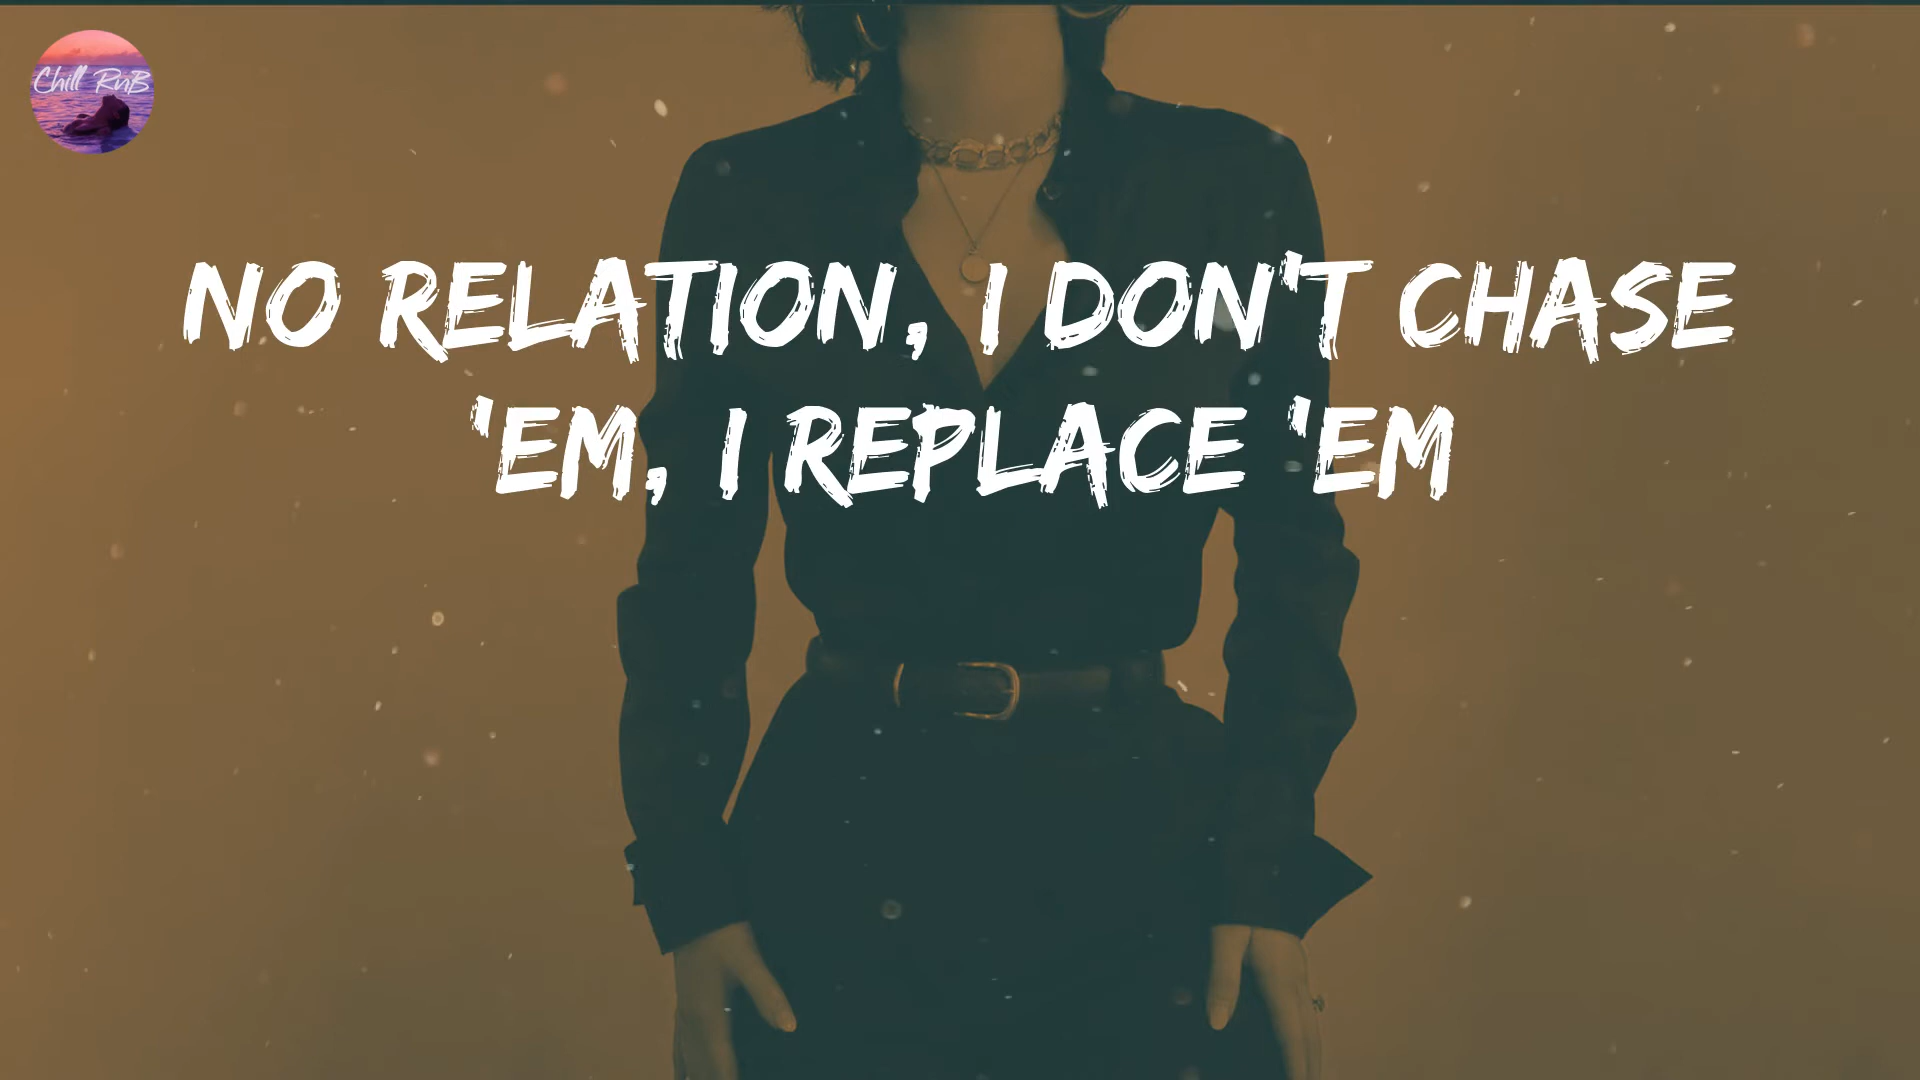 Chill RnB
NO RELATION, I DON'T CHASE
'EM, I REPLACE 'EM